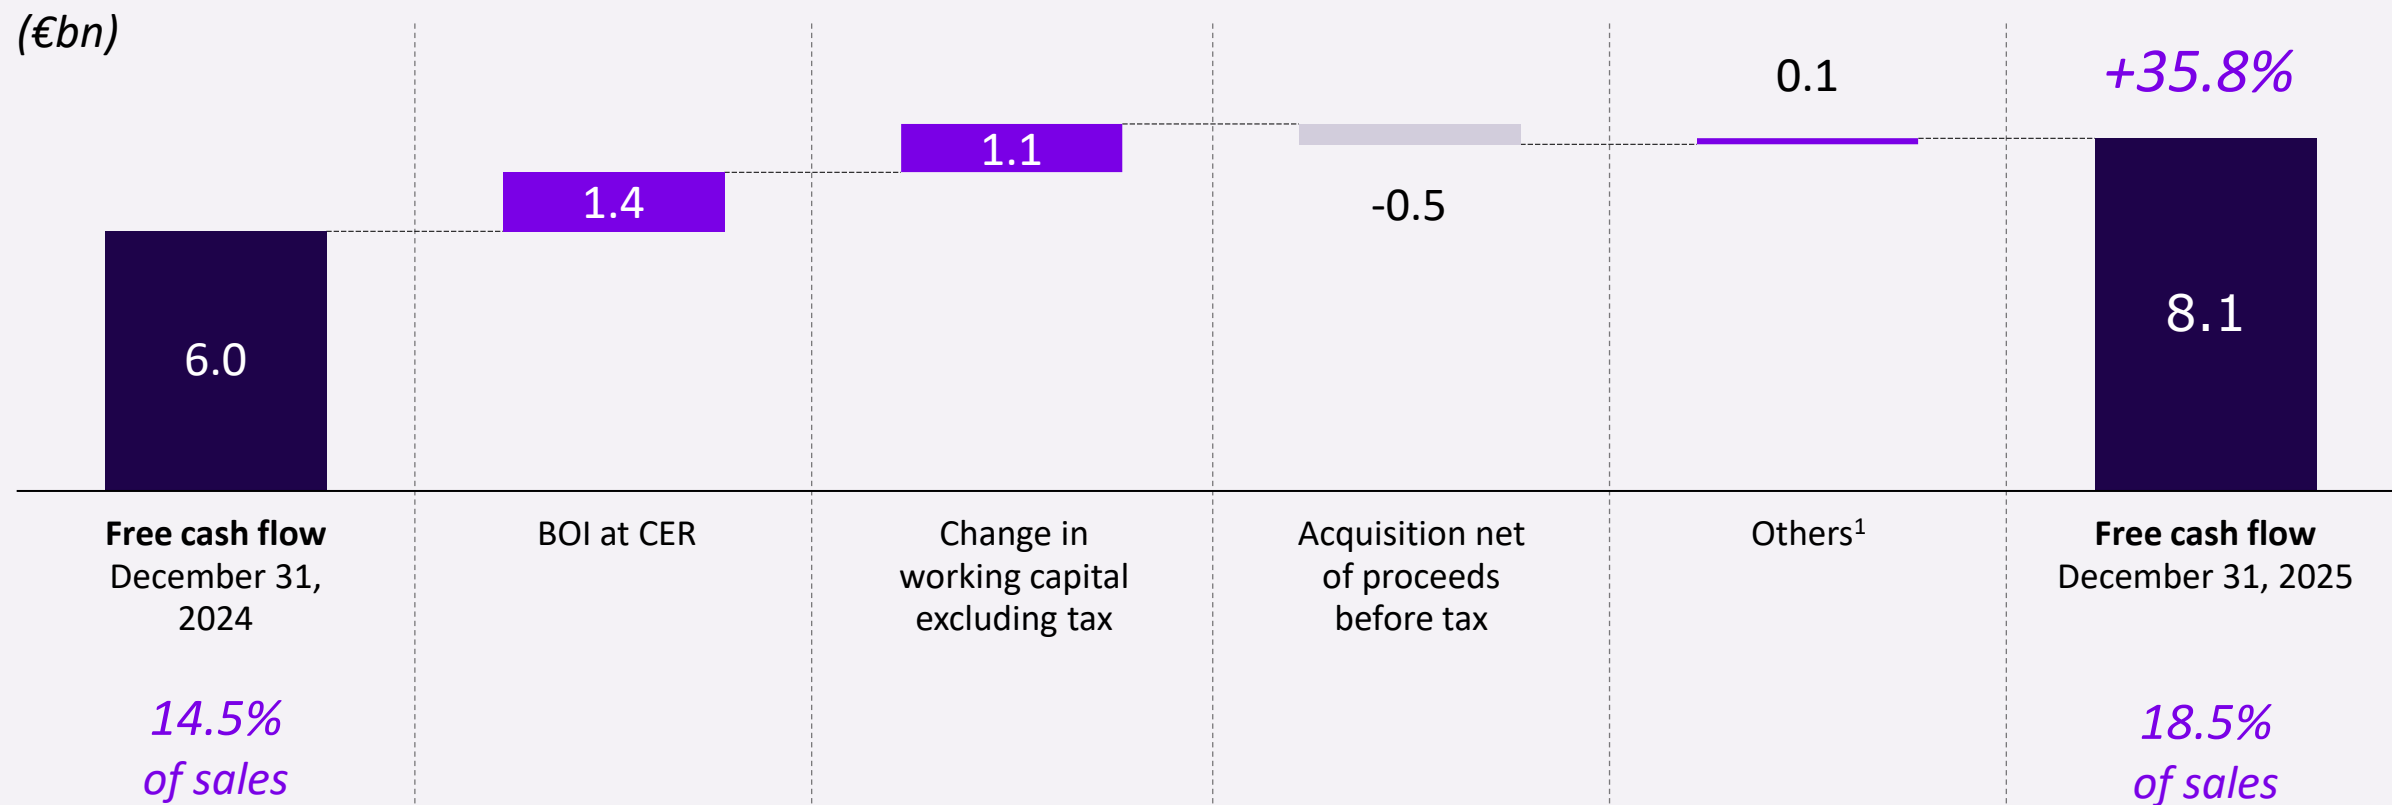 (€bn)
6.0
1.4
1.1
-0.5
0.1
+35.8%
8.1
Free cash flow
December 31,
2024
BOI at CER
Change in
working capital
excluding tax
Acquisition net
of proceeds
before tax
Others¹
Free cash flow
December 31, 2025
14.5%
of sales
18.5%
of sales